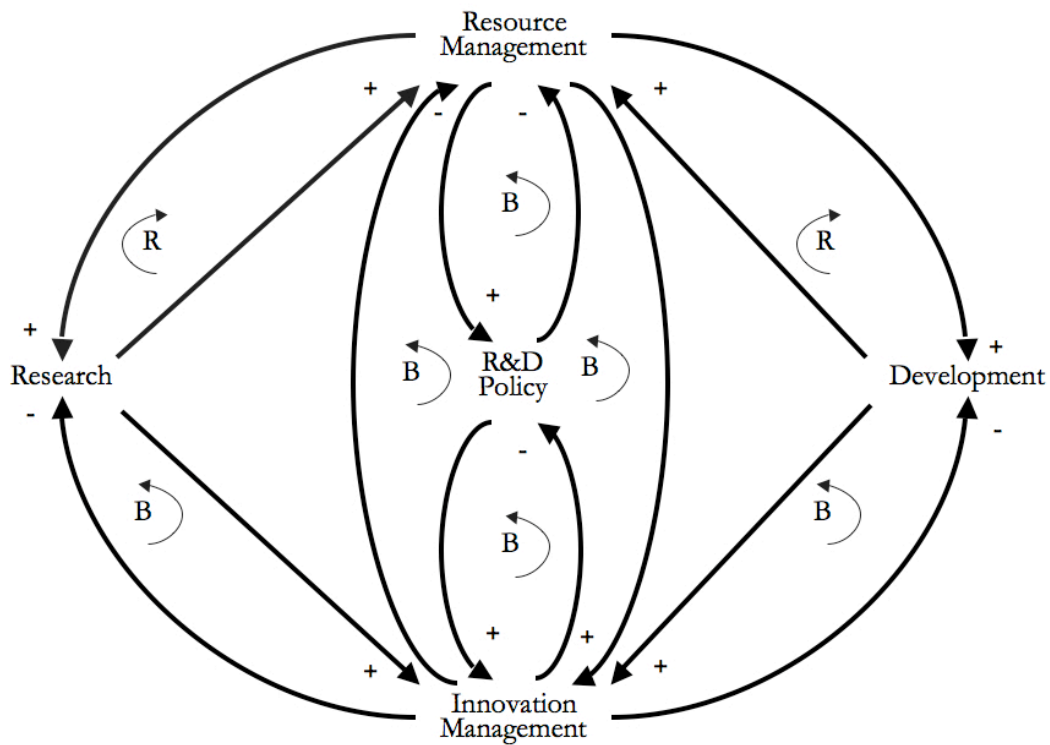 Resource
Management
+ +
- -
B
R R
+
+ +
B R&D B
Policy
Research Development
- -
-
B B
B
+ +
+ +
Innovation
Management